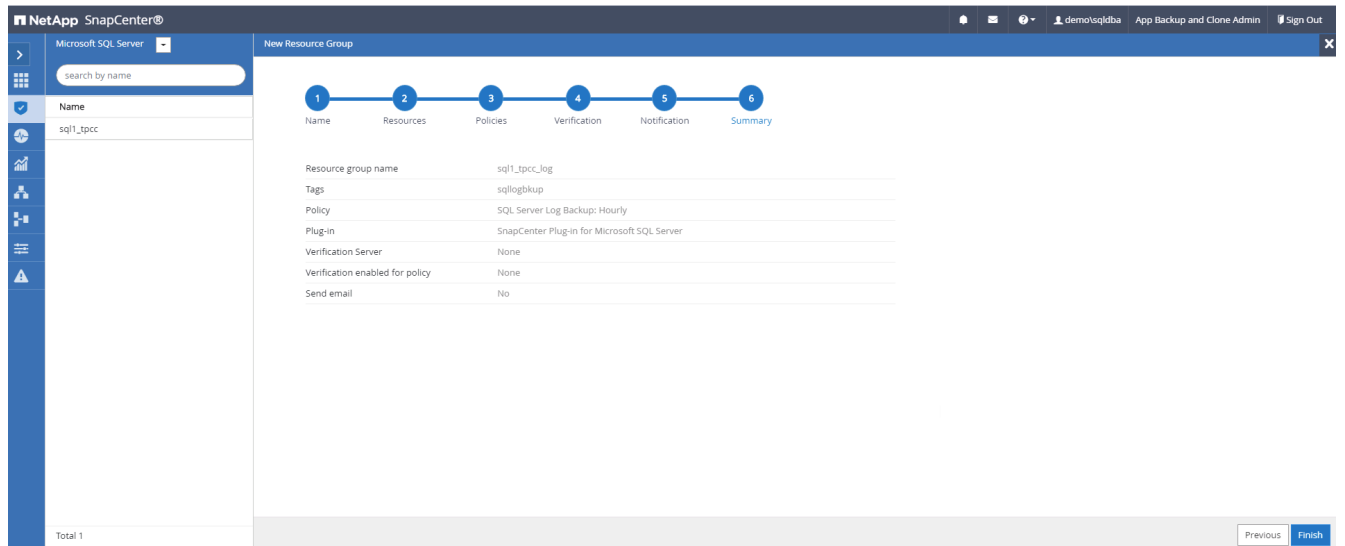 NetApp SnapCenter®
demo\sqldba App Backup and Clone Admin Sign Out
Microsoft SQL Server
New Resource Group
search by name
Name
sql1_tpcc
1 2 3 4 5 6
Name Resources Policies Verification Notification Summary
Resource group name sql1_tpcc_log
Tags sqllogbkup
Policy SQL Server Log Backup: Hourly
Plug-in SnapCenter Plug-in for Microsoft SQL Server
Verification Server None
Verification enabled for policy None
Send email No
Total 1
Previous Finish